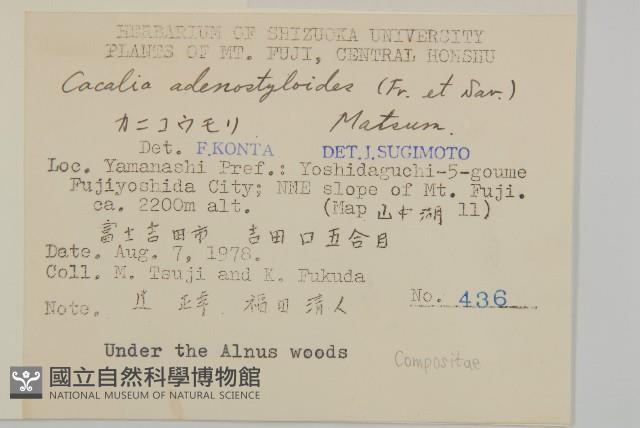 HERBARIUM OF SHIZUOKA UNIVERSITY
PLANTS OF MT. FUJI, CENTRAL HONSHU
Cacalia adenostyloides (Fr. et Sav.)
カニコウモリ Matsum.
Det. F.KONTA DET.J.SUGIMOTO
Loc. Yamanashi Pref.: Yoshidaguchi-5-goume
Fujiyoshida City; NNE slope of Mt. Fuji.
ca. 2200m alt. (Map 山中湖 11)
富士吉田市 吉田口五合目
Date. Aug. 7, 1978.
Coll. M. Tsuji and K. Fukuda
Note. 正幸 福田清人 No. 436
Under the Alnus woods
Compositae
國立自然科學博物館
NATIONAL MUSEUM OF NATURAL SCIENCE